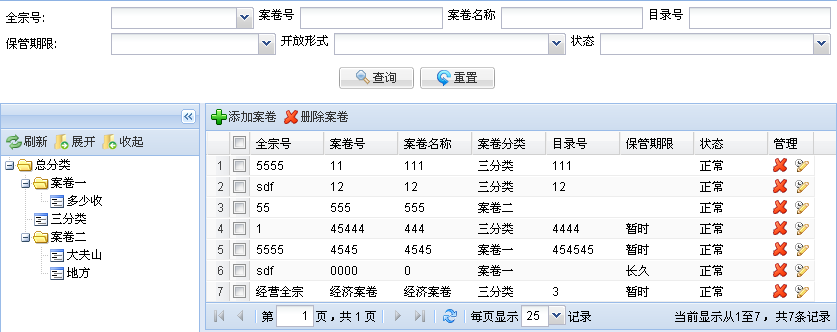 全宗号: 案卷号 案卷名称 目录号
保管期限: 开放形式 状态
查询 重置
刷新 展开 收起
总分类
案卷一
多少收
三分类
案卷二
大夫山
地方
添加案卷 删除案卷
全宗号 案卷号 案卷名称 案卷分类 目录号 保管期限 状态 管理
1 5555 11 111 三分类 111 正常
2 sdf 12 12 三分类 12 正常
3 55 555 555 案卷二 正常
4 1 45444 444 三分类 4444 暂时 正常
5 5555 4545 4545 案卷一 454545 暂时 正常
6 sdf 0000 0 案卷一 长久 正常
7 经营全宗 经济案卷 经济案卷 三分类 3 暂时 正常
第 1 页，共 1 页 每页显示 25 记录 当前显示从1至7，共7条记录